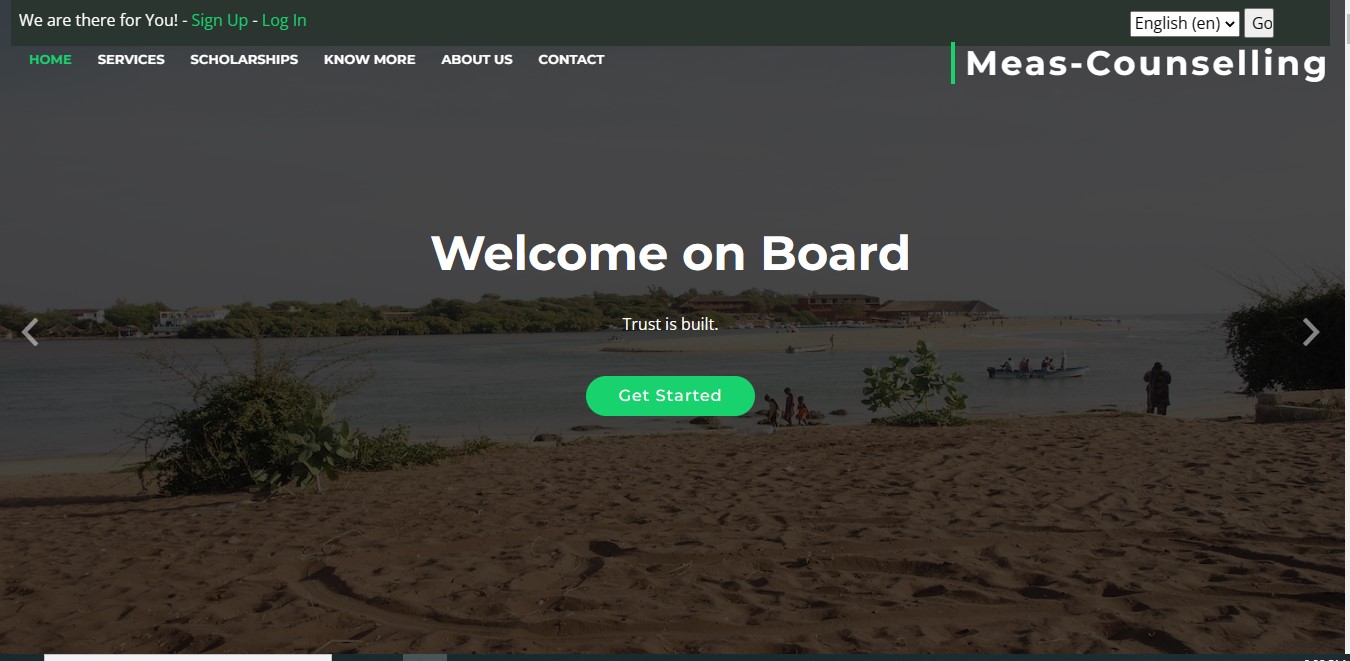 We are there for You! - Sign Up - Log In
English (en) Go
HOME SERVICES SCHOLARSHIPS KNOW MORE ABOUT US CONTACT
Meas-Counselling
Welcome on Board
Trust is built.
Get Started